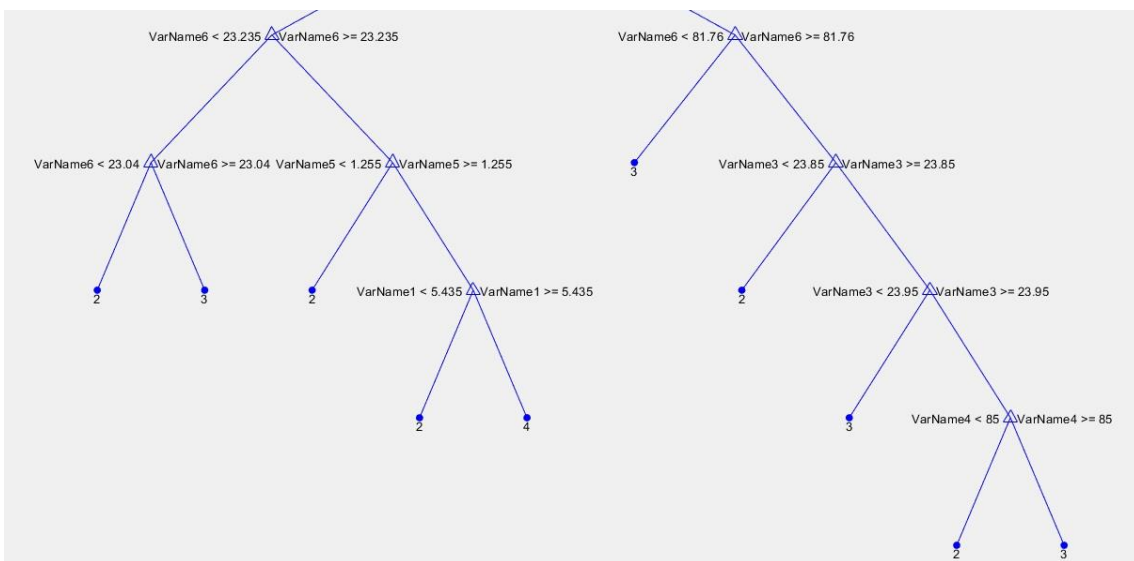 VarName6 < 23.235 VarName6 >= 23.235 VarName6 < 81.76 VarName6 >= 81.76
VarName6 < 23.04 VarName6 >= 23.04 VarName5 < 1.255 VarName5 >= 1.255 VarName3 < 23.85 VarName3 >= 23.85
3
2 3 2 VarName1 < 5.435 VarName1 >= 5.435 2 VarName3 < 23.95 VarName3 >= 23.95
2 4 3 VarName4 < 85 VarName4 >= 85
2 3